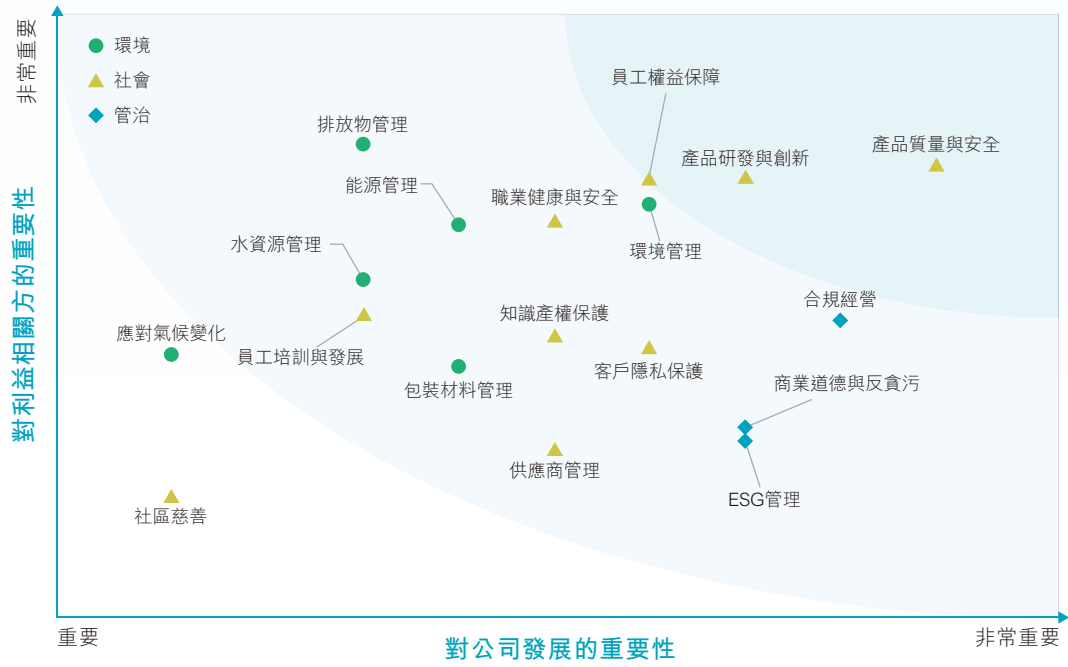 非常重要
環境
社會
管治
員工權益保障
排放物管理
產品研發與創新
產品質量與安全
能源管理
職業健康與安全
水資源管理
環境管理
對利益相關方的重要性
合規經營
知識產權保護
應對氣候變化
員工培訓與發展
客戶隱私保護
包裝材料管理
商業道德與反貪污
供應商管理
ESG管理
社區慈善
重要
對公司發展的重要性
非常重要